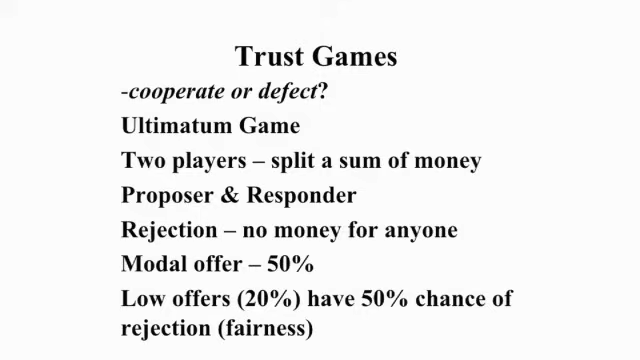 Trust Games
-cooperate or defect?
Ultimatum Game
Two players – split a sum of money
Proposer & Responder
Rejection – no money for anyone
Modal offer – 50%
Low offers (20%) have 50% chance of
rejection (fairness)